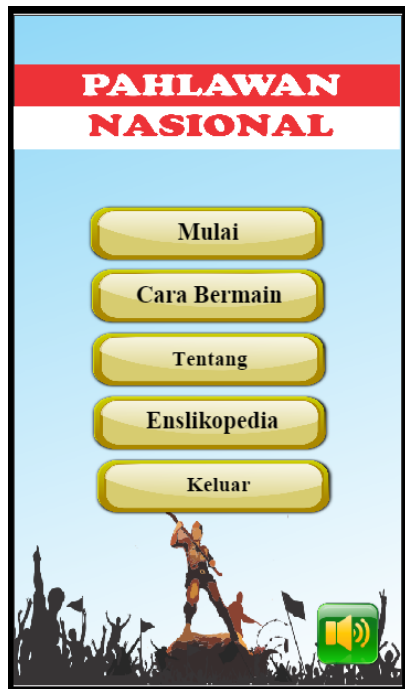 PAHLAWAN
NASIONAL
Mulai
Cara Bermain
Tentang
Enslikopedia
Keluar